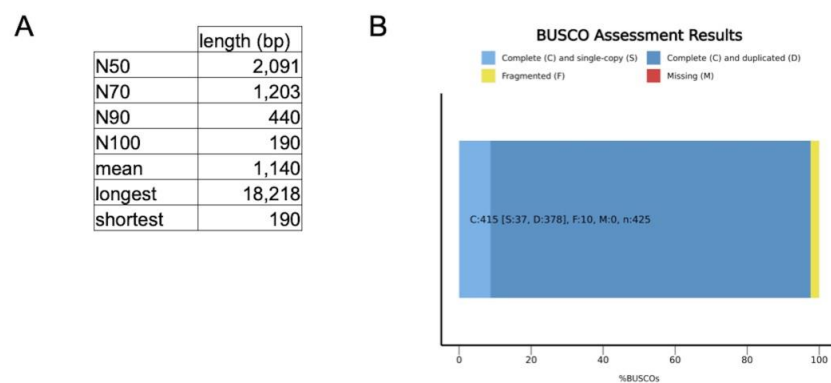 A
length (bp)
N50 2,091
N70 1,203
N90 440
N100 190
mean 1,140
longest 18,218
shortest 190
B
BUSCO Assessment Results
Complete (C) and single-copy (S) Complete (C) and duplicated (D)
Fragmented (F) Missing (M)
C:415 [S:37, D:378], F:10, M:0, n:425
0 20 40 60 80 100
%BUSCOs